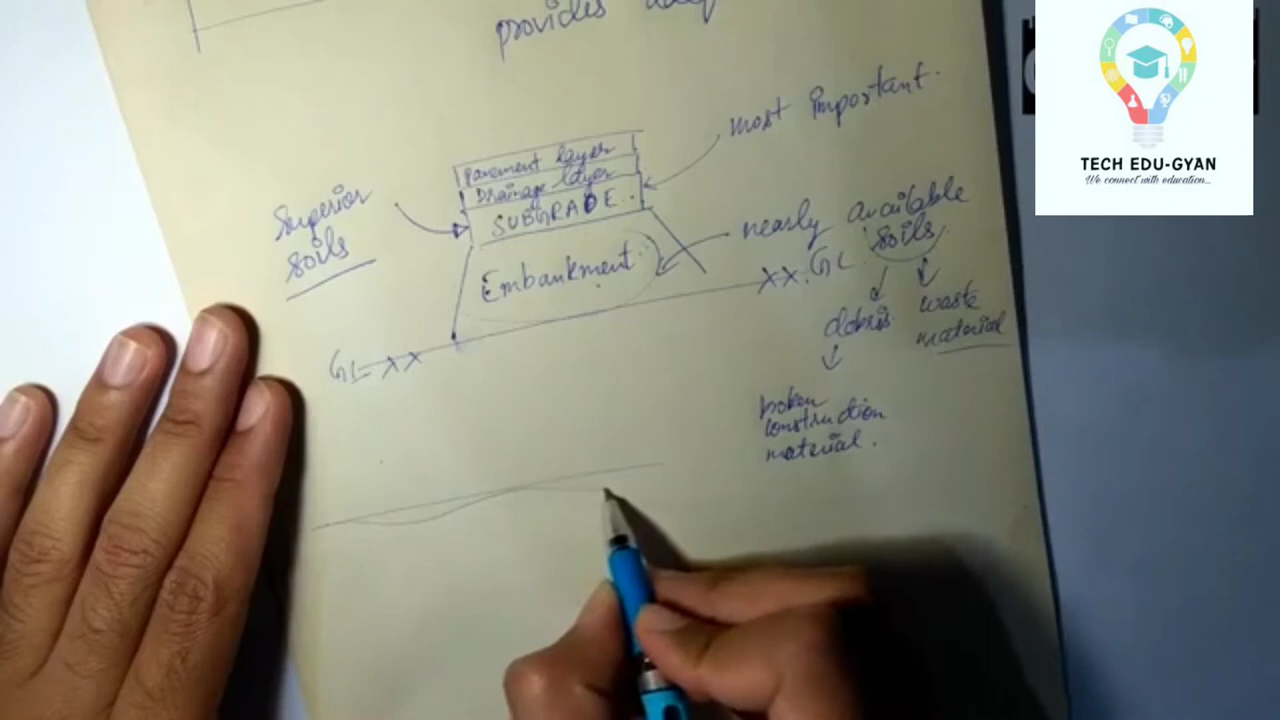 provides
most important.
Pavement layer
Drainage layer
SUBGRADE.
Superior
soils
nearly available
soils.
Embankment.
XX. GL
GL XX
debris
waste
material
broken
construction
material.
TECH EDU-GYAN
We connect with education...